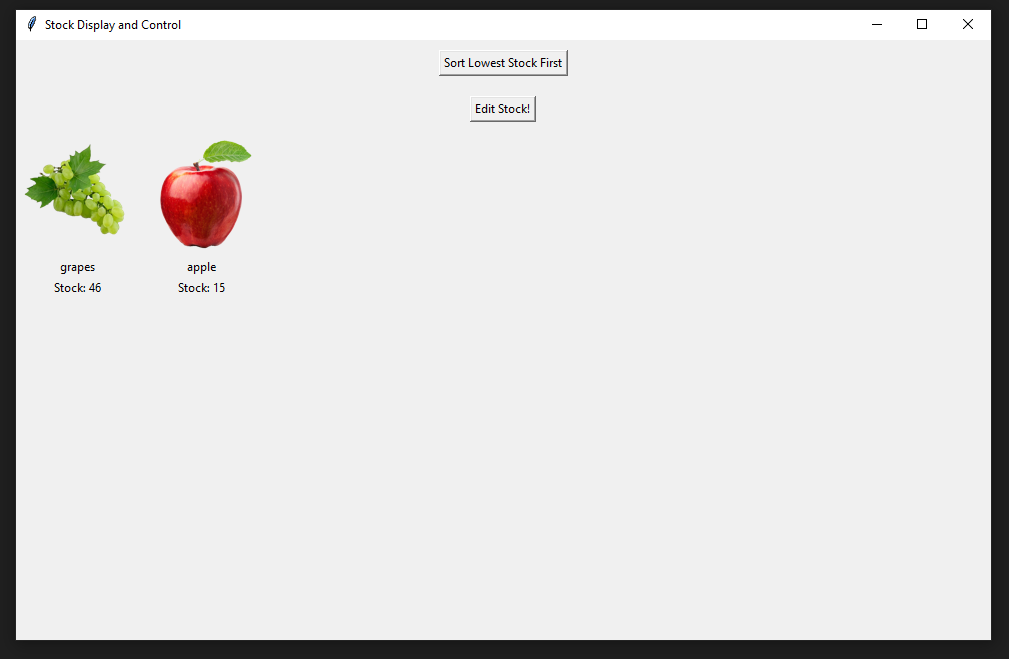 Stock Display and Control
Sort Lowest Stock First
Edit Stock!
grapes
Stock: 46
apple
Stock: 15